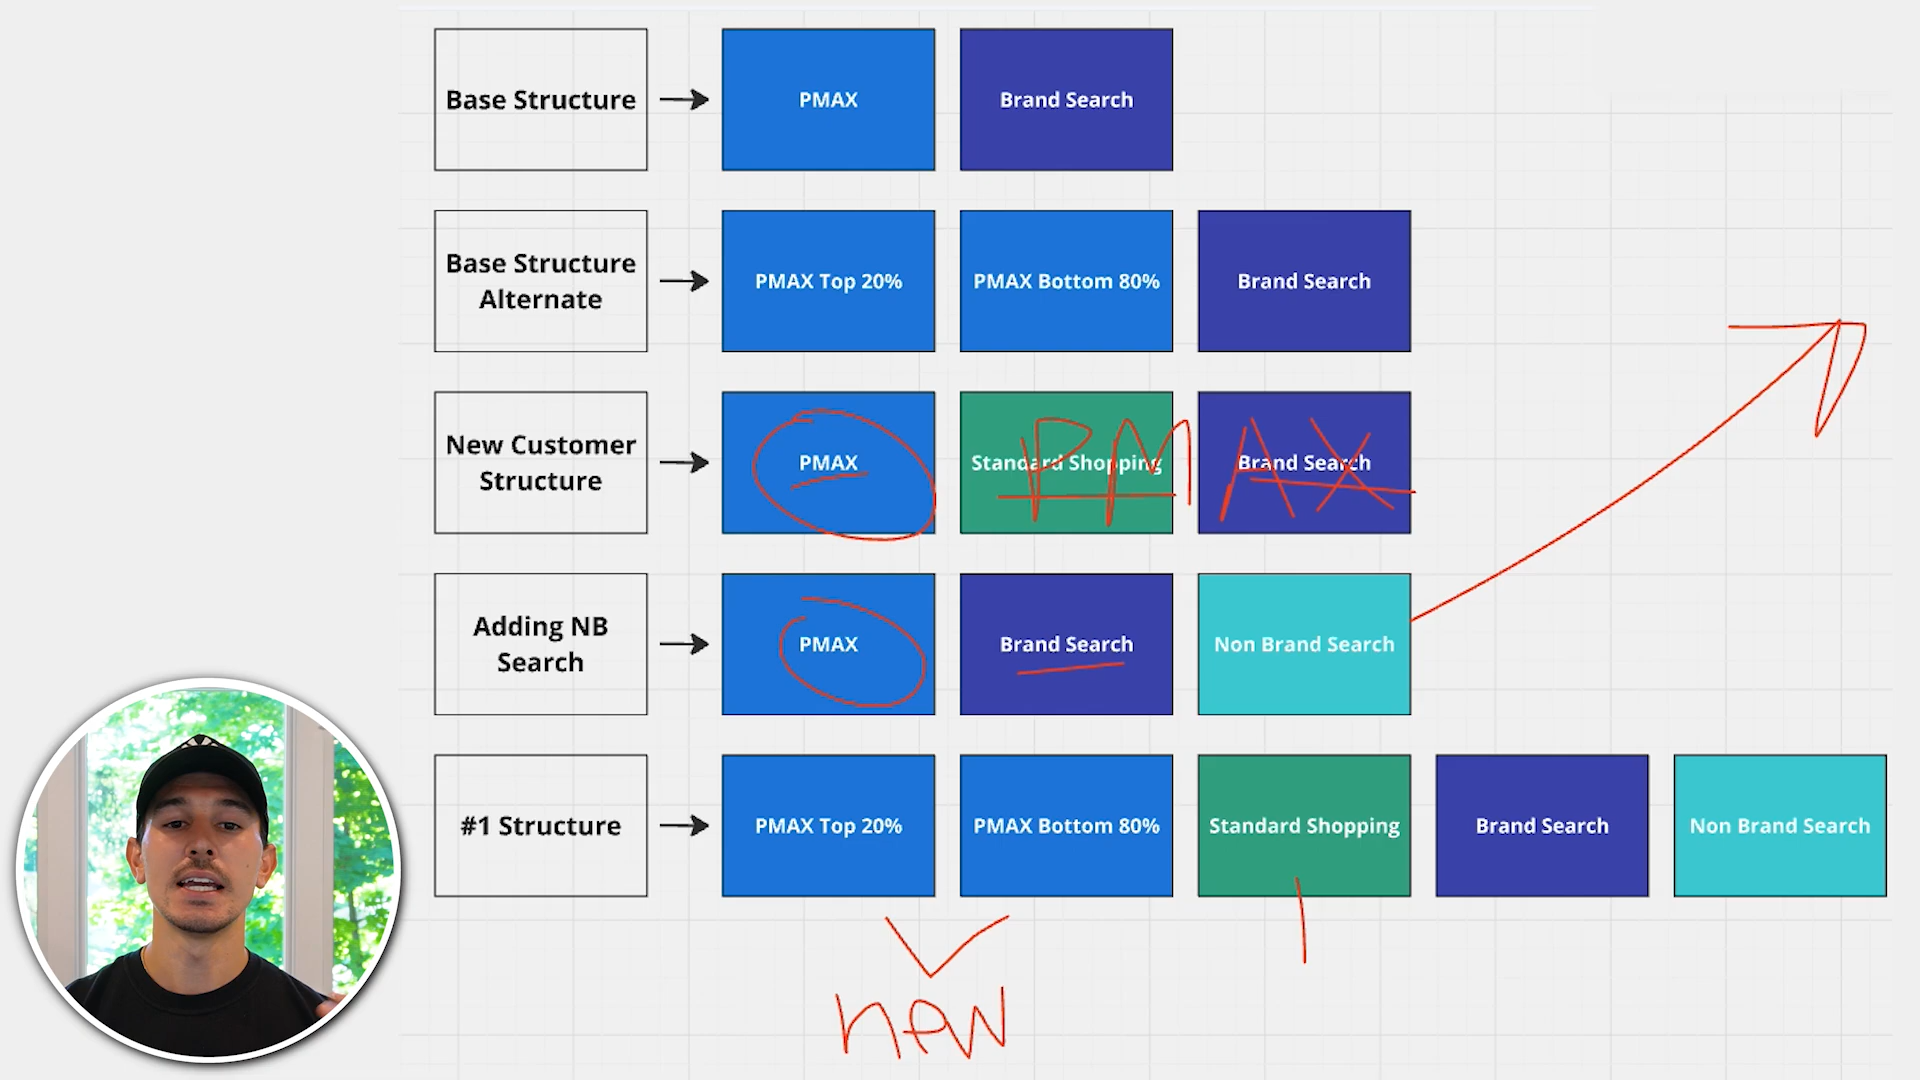 Base Structure
PMAX
Brand Search
Base Structure
Alternate
PMAX Top 20%
PMAX Bottom 80%
Brand Search
New Customer
Structure
PMAX
Standard Shopping
Brand Search
PMAX
Adding NB
Search
PMAX
Brand Search
Non Brand Search
#1 Structure
PMAX Top 20%
PMAX Bottom 80%
Standard Shopping
Brand Search
Non Brand Search
new